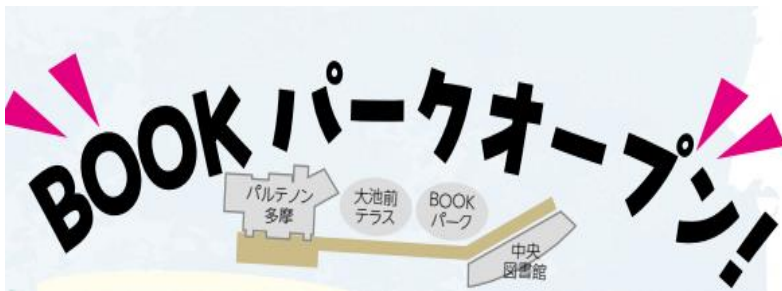 BOOKパークオープン!
パルテノン
多摩
大池前
テラス
BOOK
パーク
中央
図書館